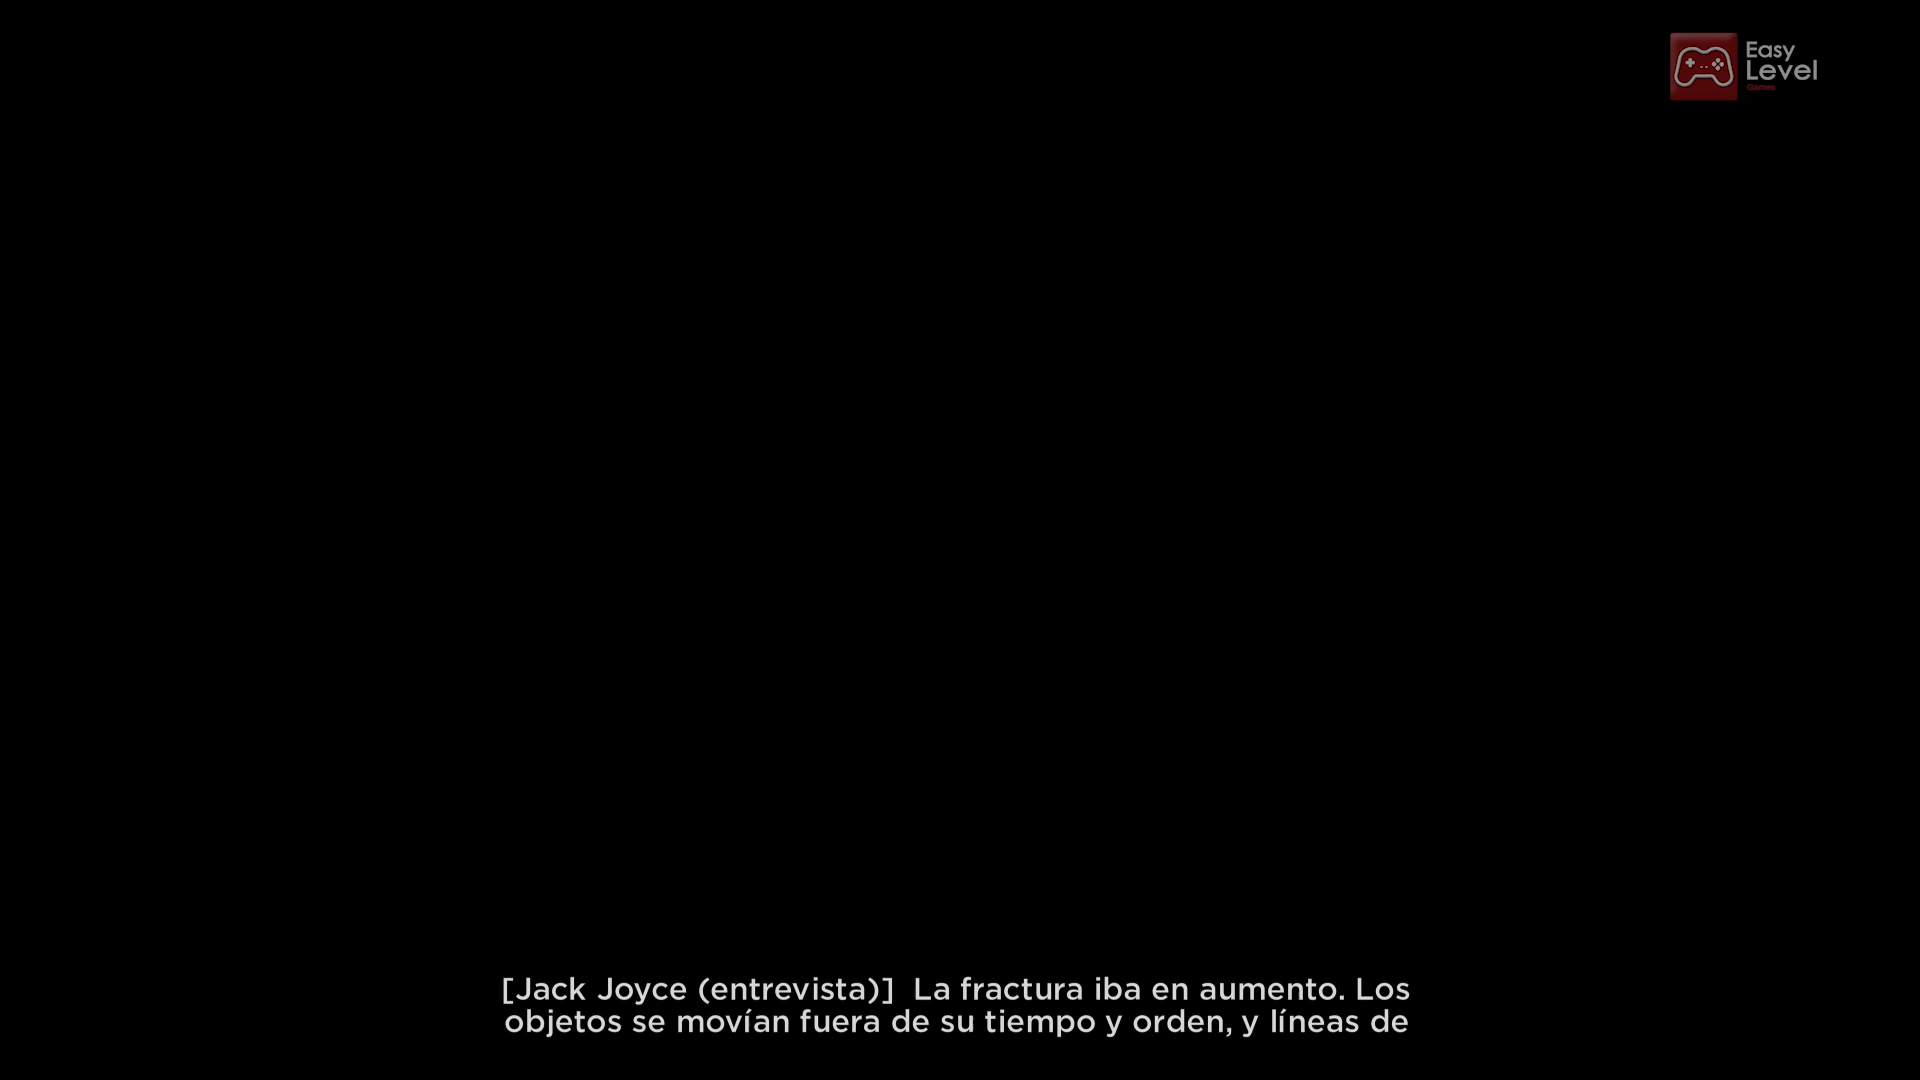 Easy
Level
Games
[Jack Joyce (entrevista)] La fractura iba en aumento. Los
objetos se movían fuera de su tiempo y orden, y líneas de